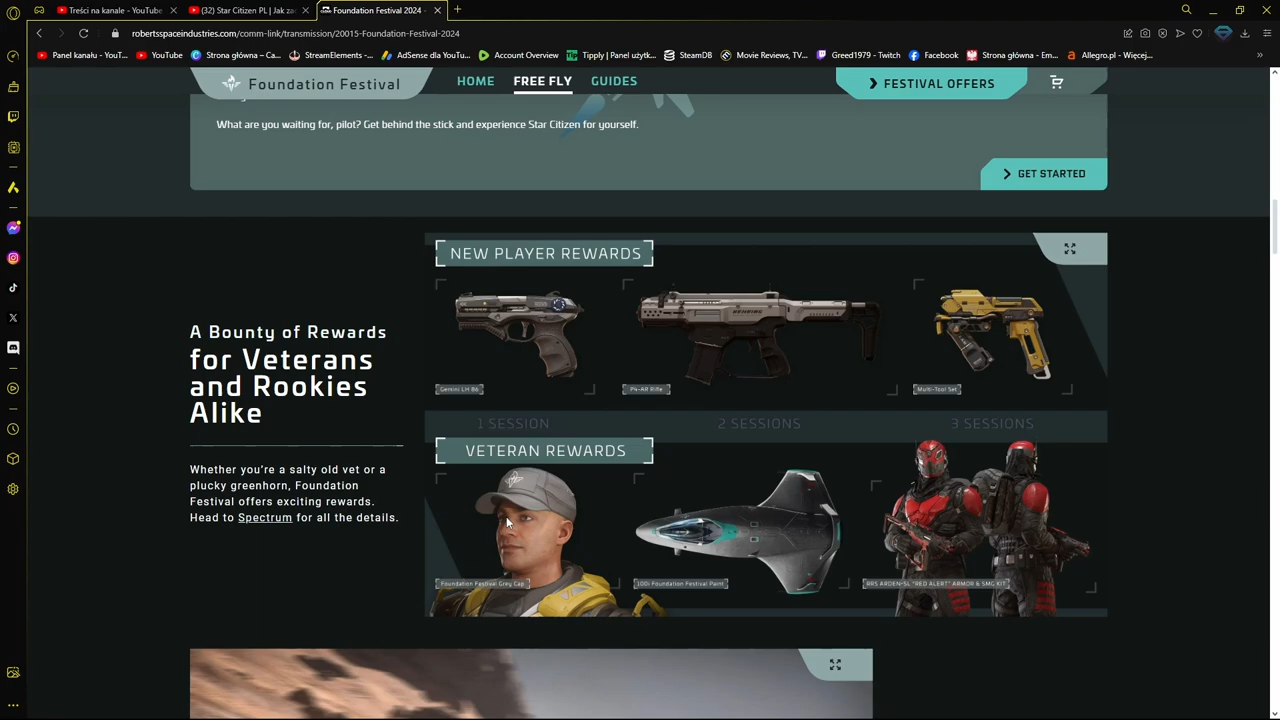 Treści na kanale - YouTube
(32) Star Citizen PL | Jak zac
Foundation Festival 2024 -
robertsspaceindustries.com/comm-link/transmission/20015-Foundation-Festival-2024
Panel kanału - YouT...
YouTube
Strona główna – Ca...
StreamElements -...
AdSense dla YouTu...
Account Overview
Tipply | Panel użytk...
SteamDB
Movie Reviews, TV...
Greed1979 - Twitch
Facebook
Strona główna - Em...
Allegro.pl - Więcej...
Foundation Festival
HOME
FREE FLY
GUIDES
FESTIVAL OFFERS
What are you waiting for, pilot? Get behind the stick and experience Star Citizen for yourself.
GET STARTED
NEW PLAYER REWARDS
Gemini LH 86
P4-AR Rifle
Multi-Tool Set
1 SESSION
2 SESSIONS
3 SESSIONS
A Bounty of Rewards
for Veterans
and Rookies
Alike
Whether you're a salty old vet or a
plucky greenhorn, Foundation
Festival offers exciting rewards.
Head to Spectrum for all the details.
VETERAN REWARDS
Foundation Festival Grey Cap
100i Foundation Festival Paint
RRS ARDEN-SL "RED ALERT" ARMOR & SMG KIT